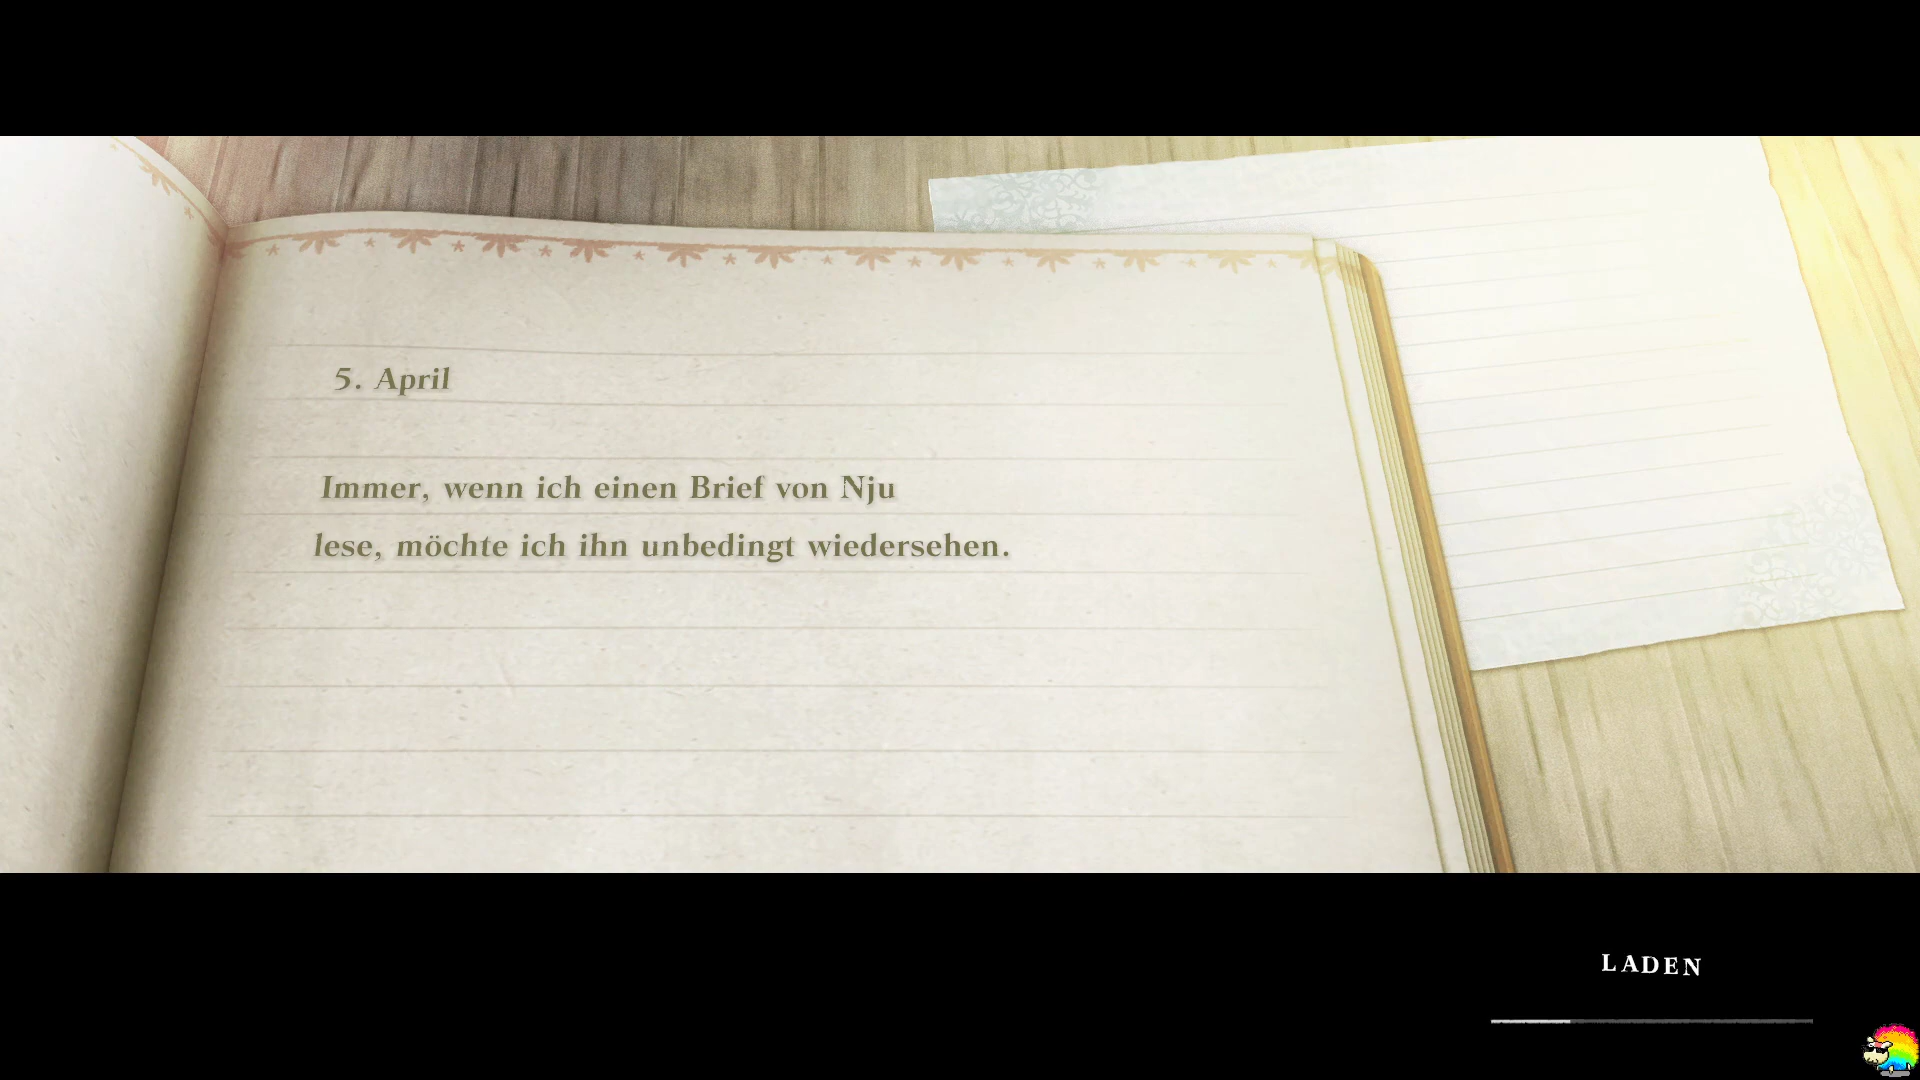 5. April
Immer, wenn ich einen Brief von Nju
lese, möchte ich ihn unbedingt wiedersehen.
LADEN